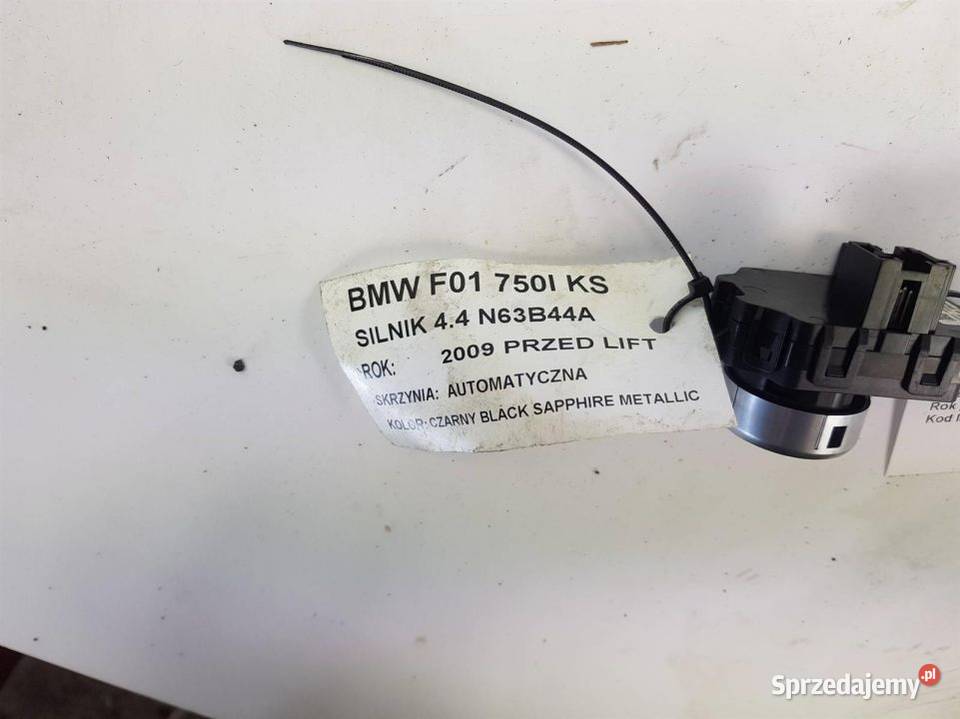 BMW F01 750I KS
SILNIK 4.4 N63B44A
ROK: 2009 PRZED LIFT
SKRZYNIA: AUTOMATYCZNA
KOLOR: CZARNY BLACK SAPPHIRE METALLIC
Rok
Kod
Sprzedajemy.pl